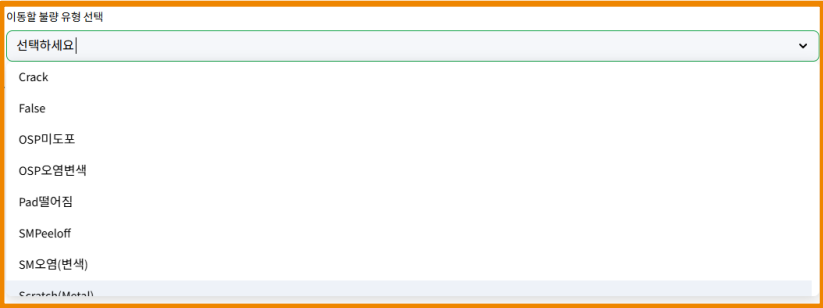 이동할 불량 유형 선택
선택하세요
Crack
False
OSP미도포
OSP오염변색
Pad떨어짐
SMPeeloff
SM오염(변색)
Scratch(Metal)